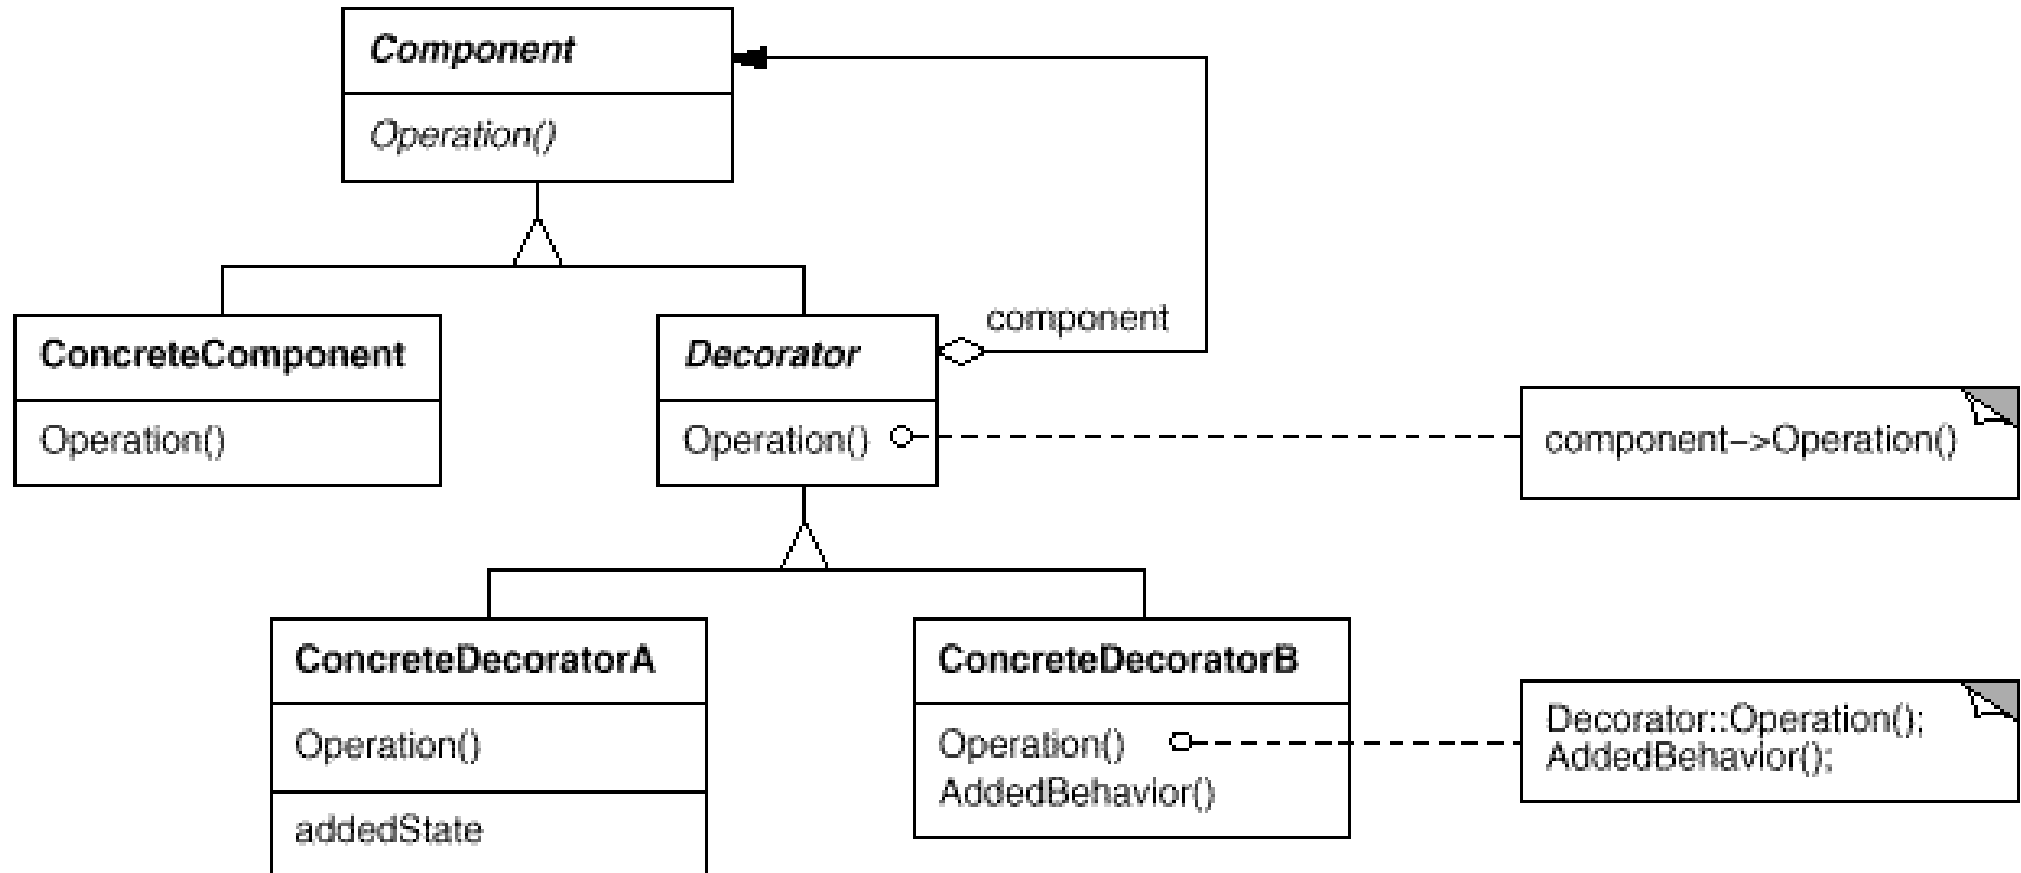 Component
Operation()
component
ConcreteComponent
Decorator
Operation()
Operation()
component–>Operation()
ConcreteDecoratorA
ConcreteDecoratorB
Operation()
addedState
Operation()
AddedBehavior()
Decorator::Operation();
AddedBehavior();